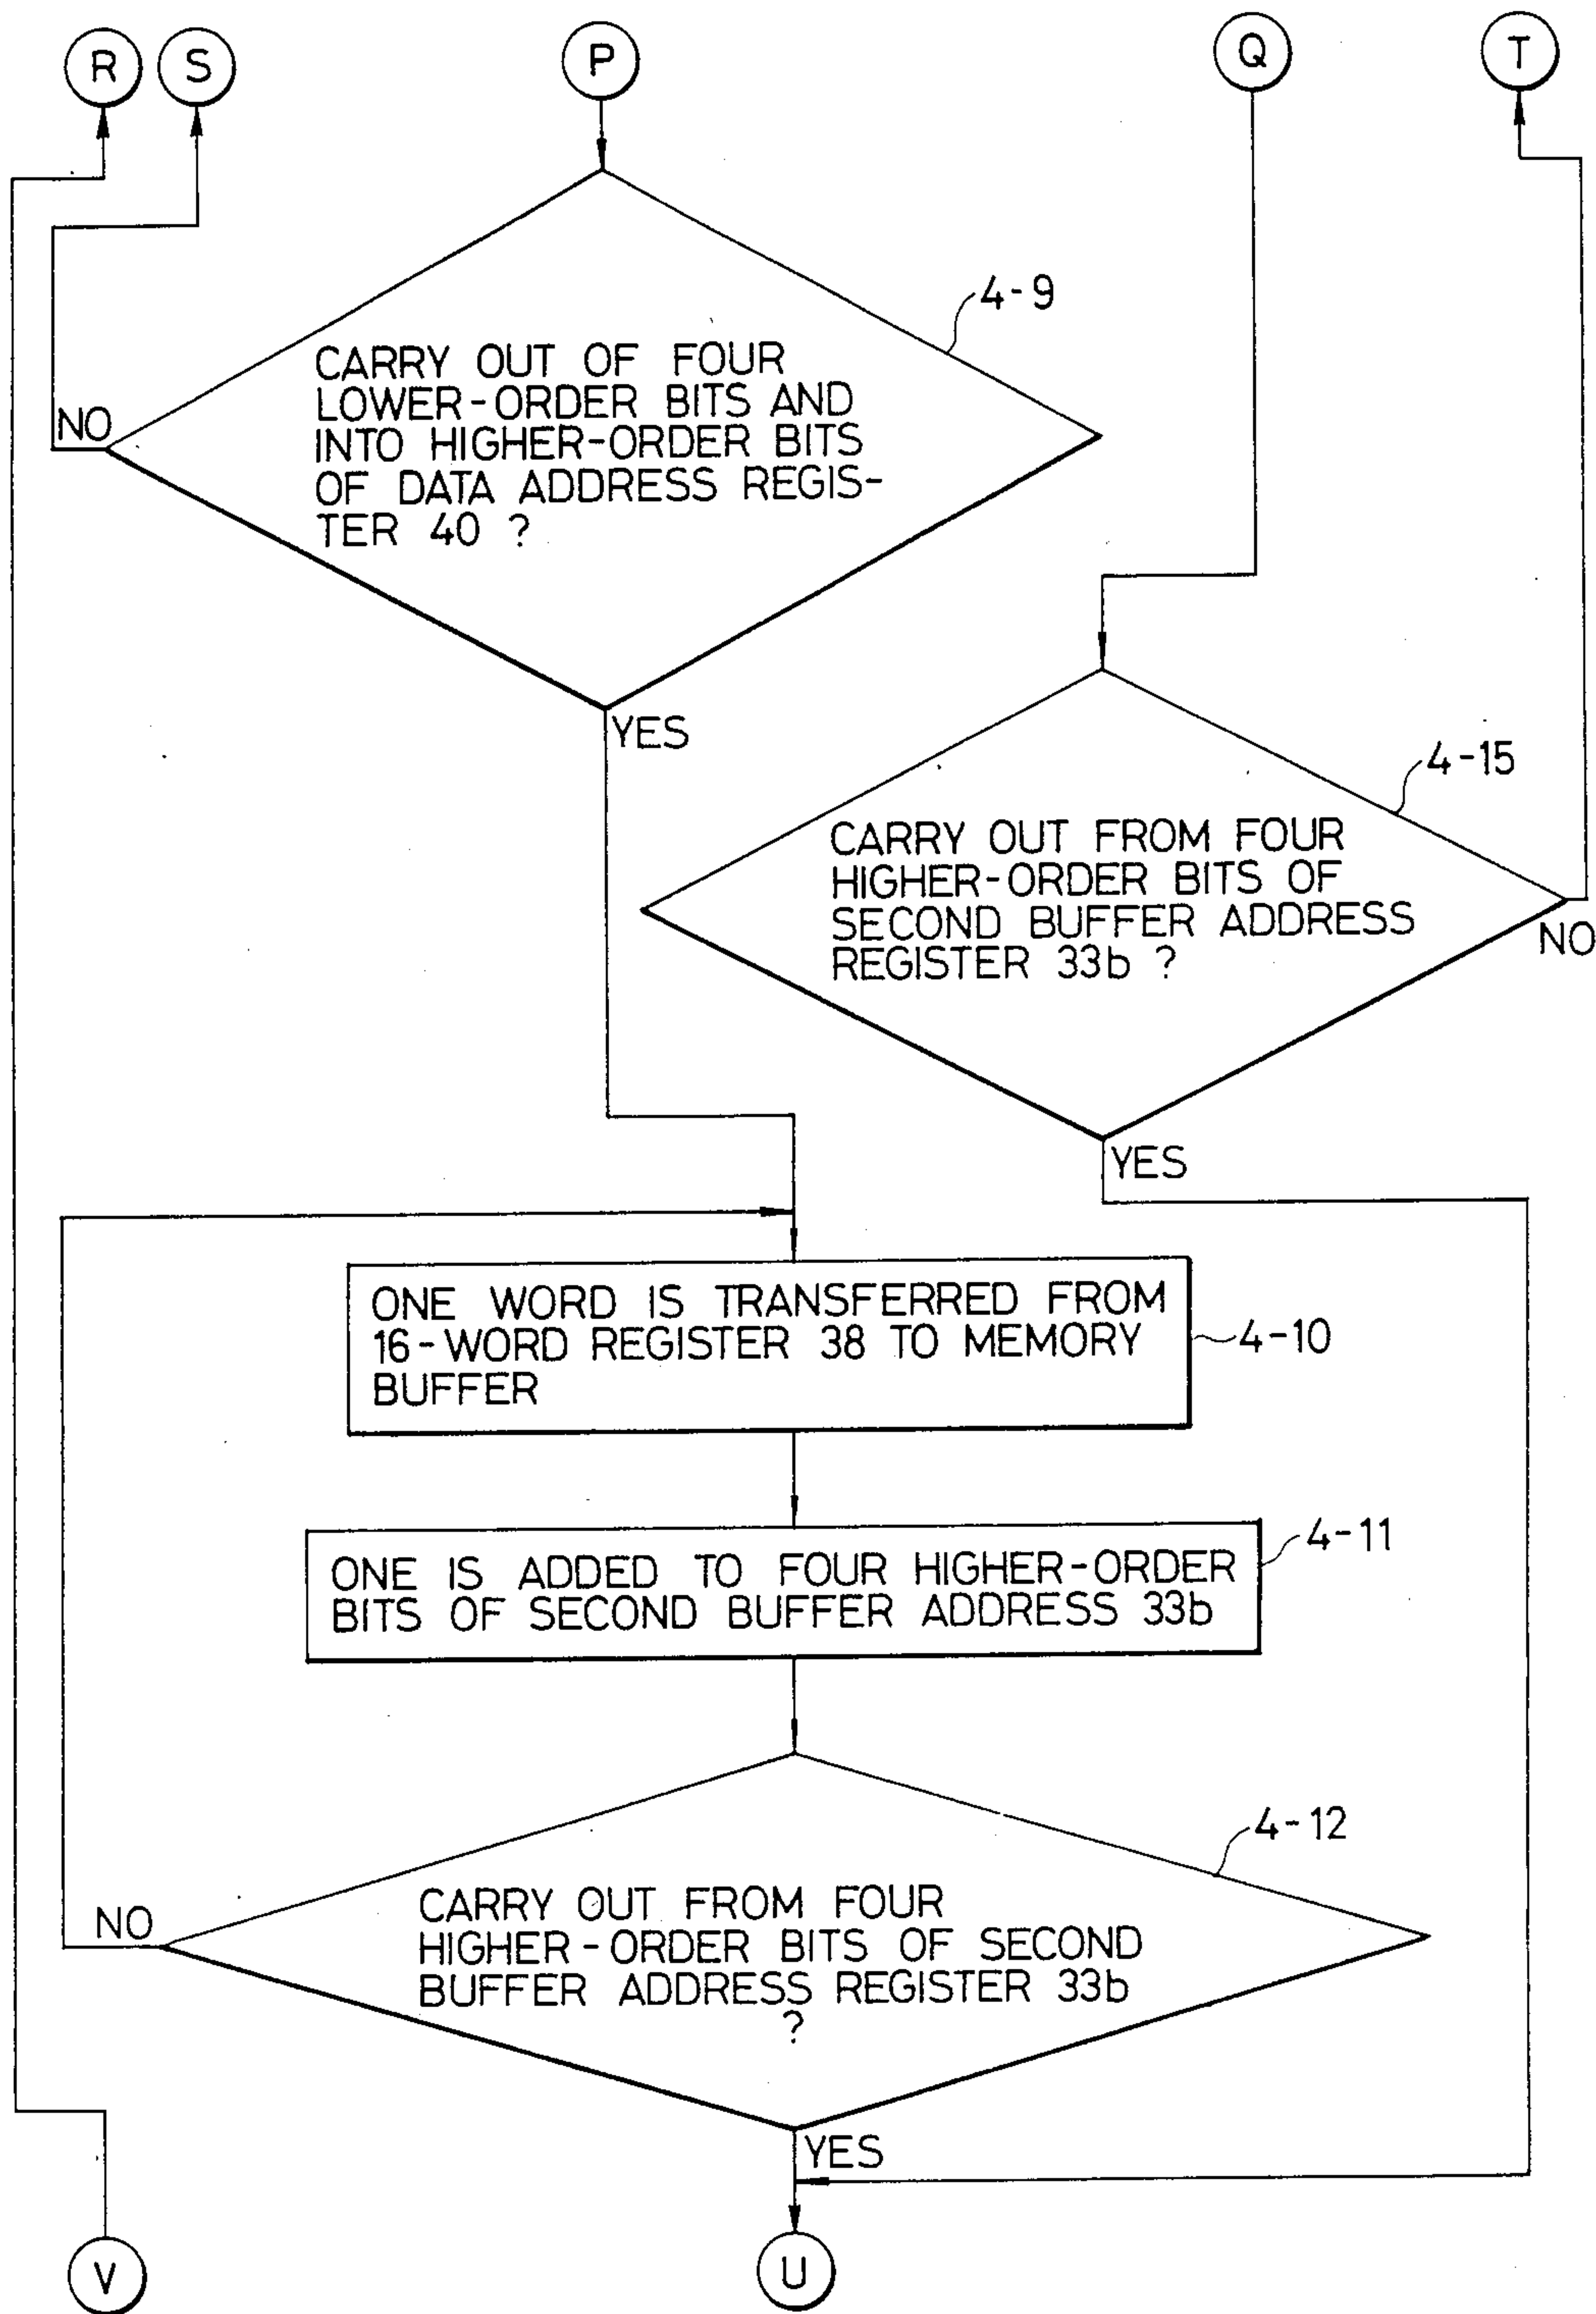 R S P Q T
4-9
CARRY OUT OF FOUR
LOWER-ORDER BITS AND
INTO HIGHER-ORDER BITS
OF DATA ADDRESS REGIS-
TER 40 ?
NO
YES
4-15
CARRY OUT FROM FOUR
HIGHER-ORDER BITS OF
SECOND BUFFER ADDRESS
REGISTER 33b ?
NO
YES
ONE WORD IS TRANSFERRED FROM
16-WORD REGISTER 38 TO MEMORY
BUFFER
4-10
4-11
ONE IS ADDED TO FOUR HIGHER-ORDER
BITS OF SECOND BUFFER ADDRESS 33b
4-12
NO
CARRY OUT FROM FOUR
HIGHER-ORDER BITS OF SECOND
BUFFER ADDRESS REGISTER 33b
?
YES
V U